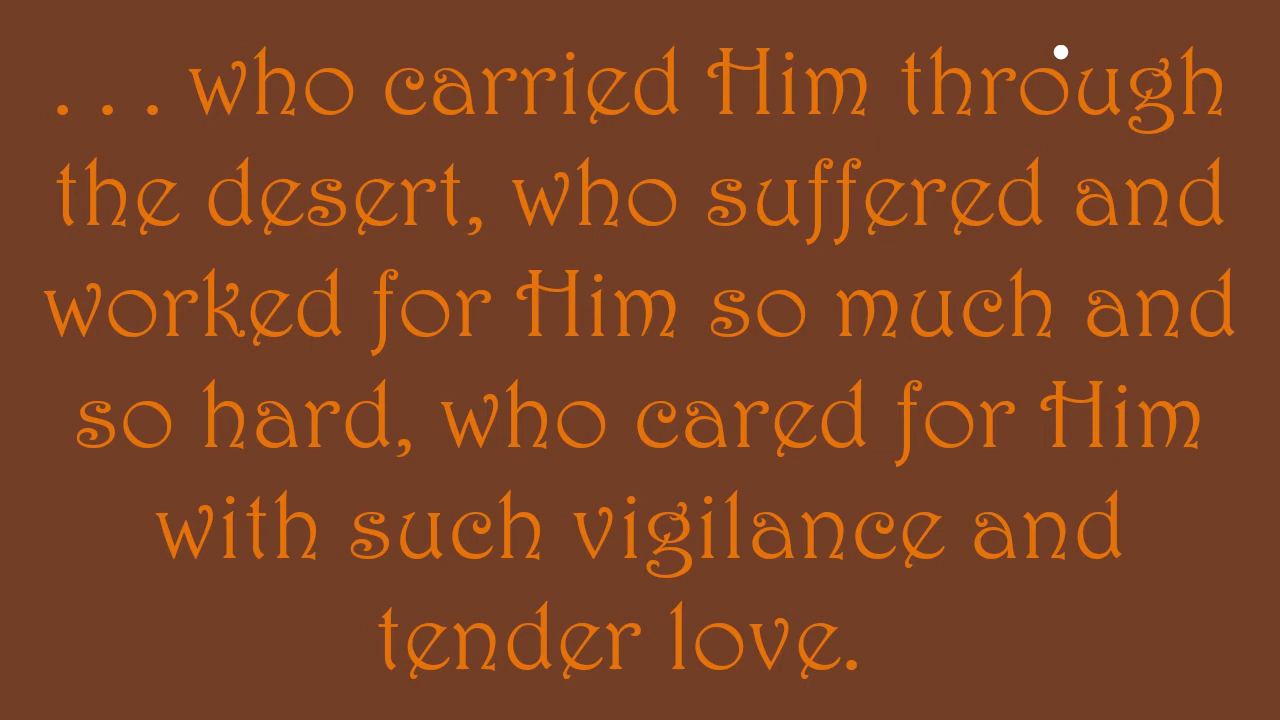 . . . who carried Him through
the desert, who suffered and
worked for Him so much and
so hard, who cared for Him
with such vigilance and
tender love.